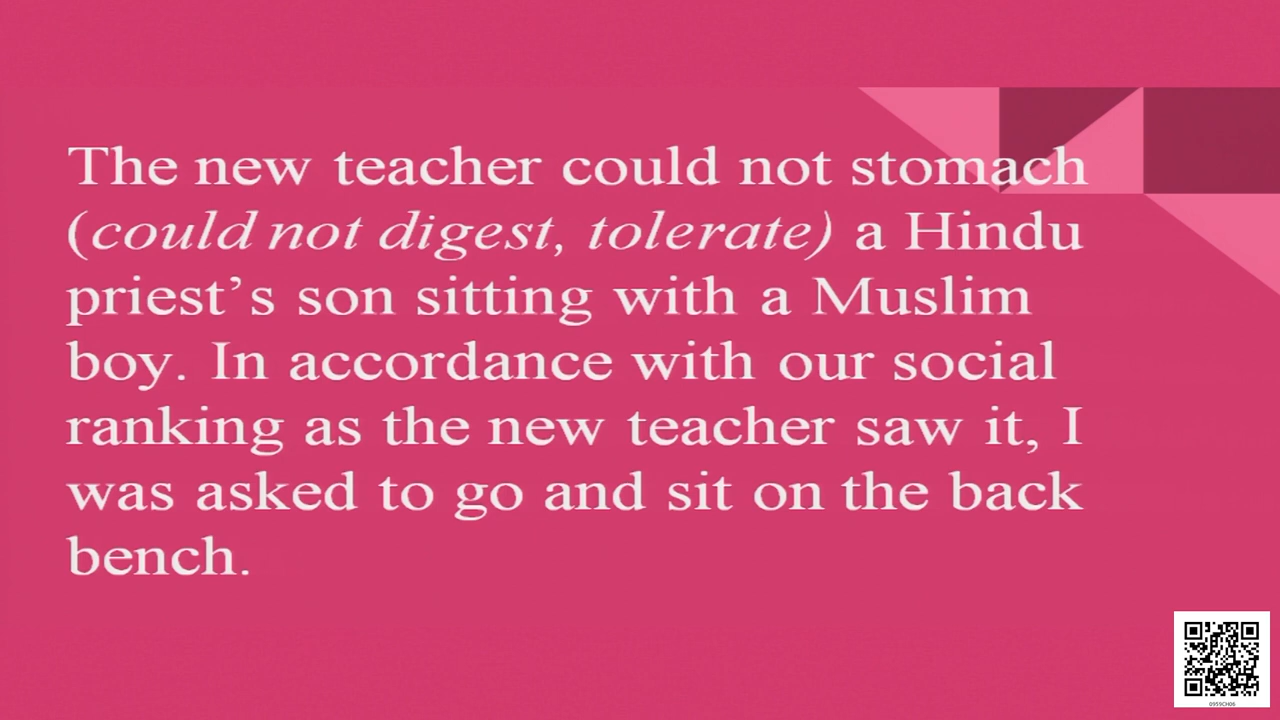 The new teacher could not stomach
(could not digest, tolerate) a Hindu
priest’s son sitting with a Muslim
boy. In accordance with our social
ranking as the new teacher saw it, I
was asked to go and sit on the back
bench.
0959CH06